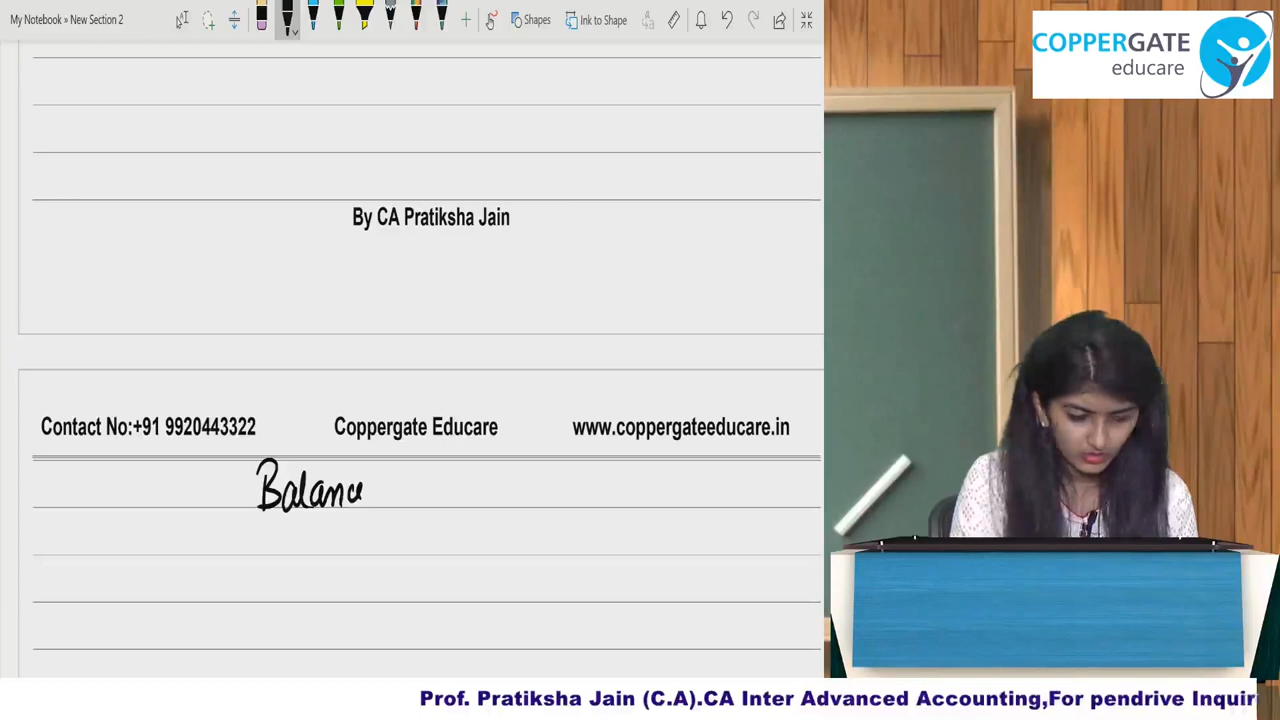 My Notebook » New Section 2
Shapes
Ink to Shape
COPPERGATE
educare
By CA Pratiksha Jain
Contact No:+91 9920443322 Coppergate Educare www.coppergateeducare.in
Balance
Prof. Pratiksha Jain (C.A).CA Inter Advanced Accounting,For pendrive Inquir